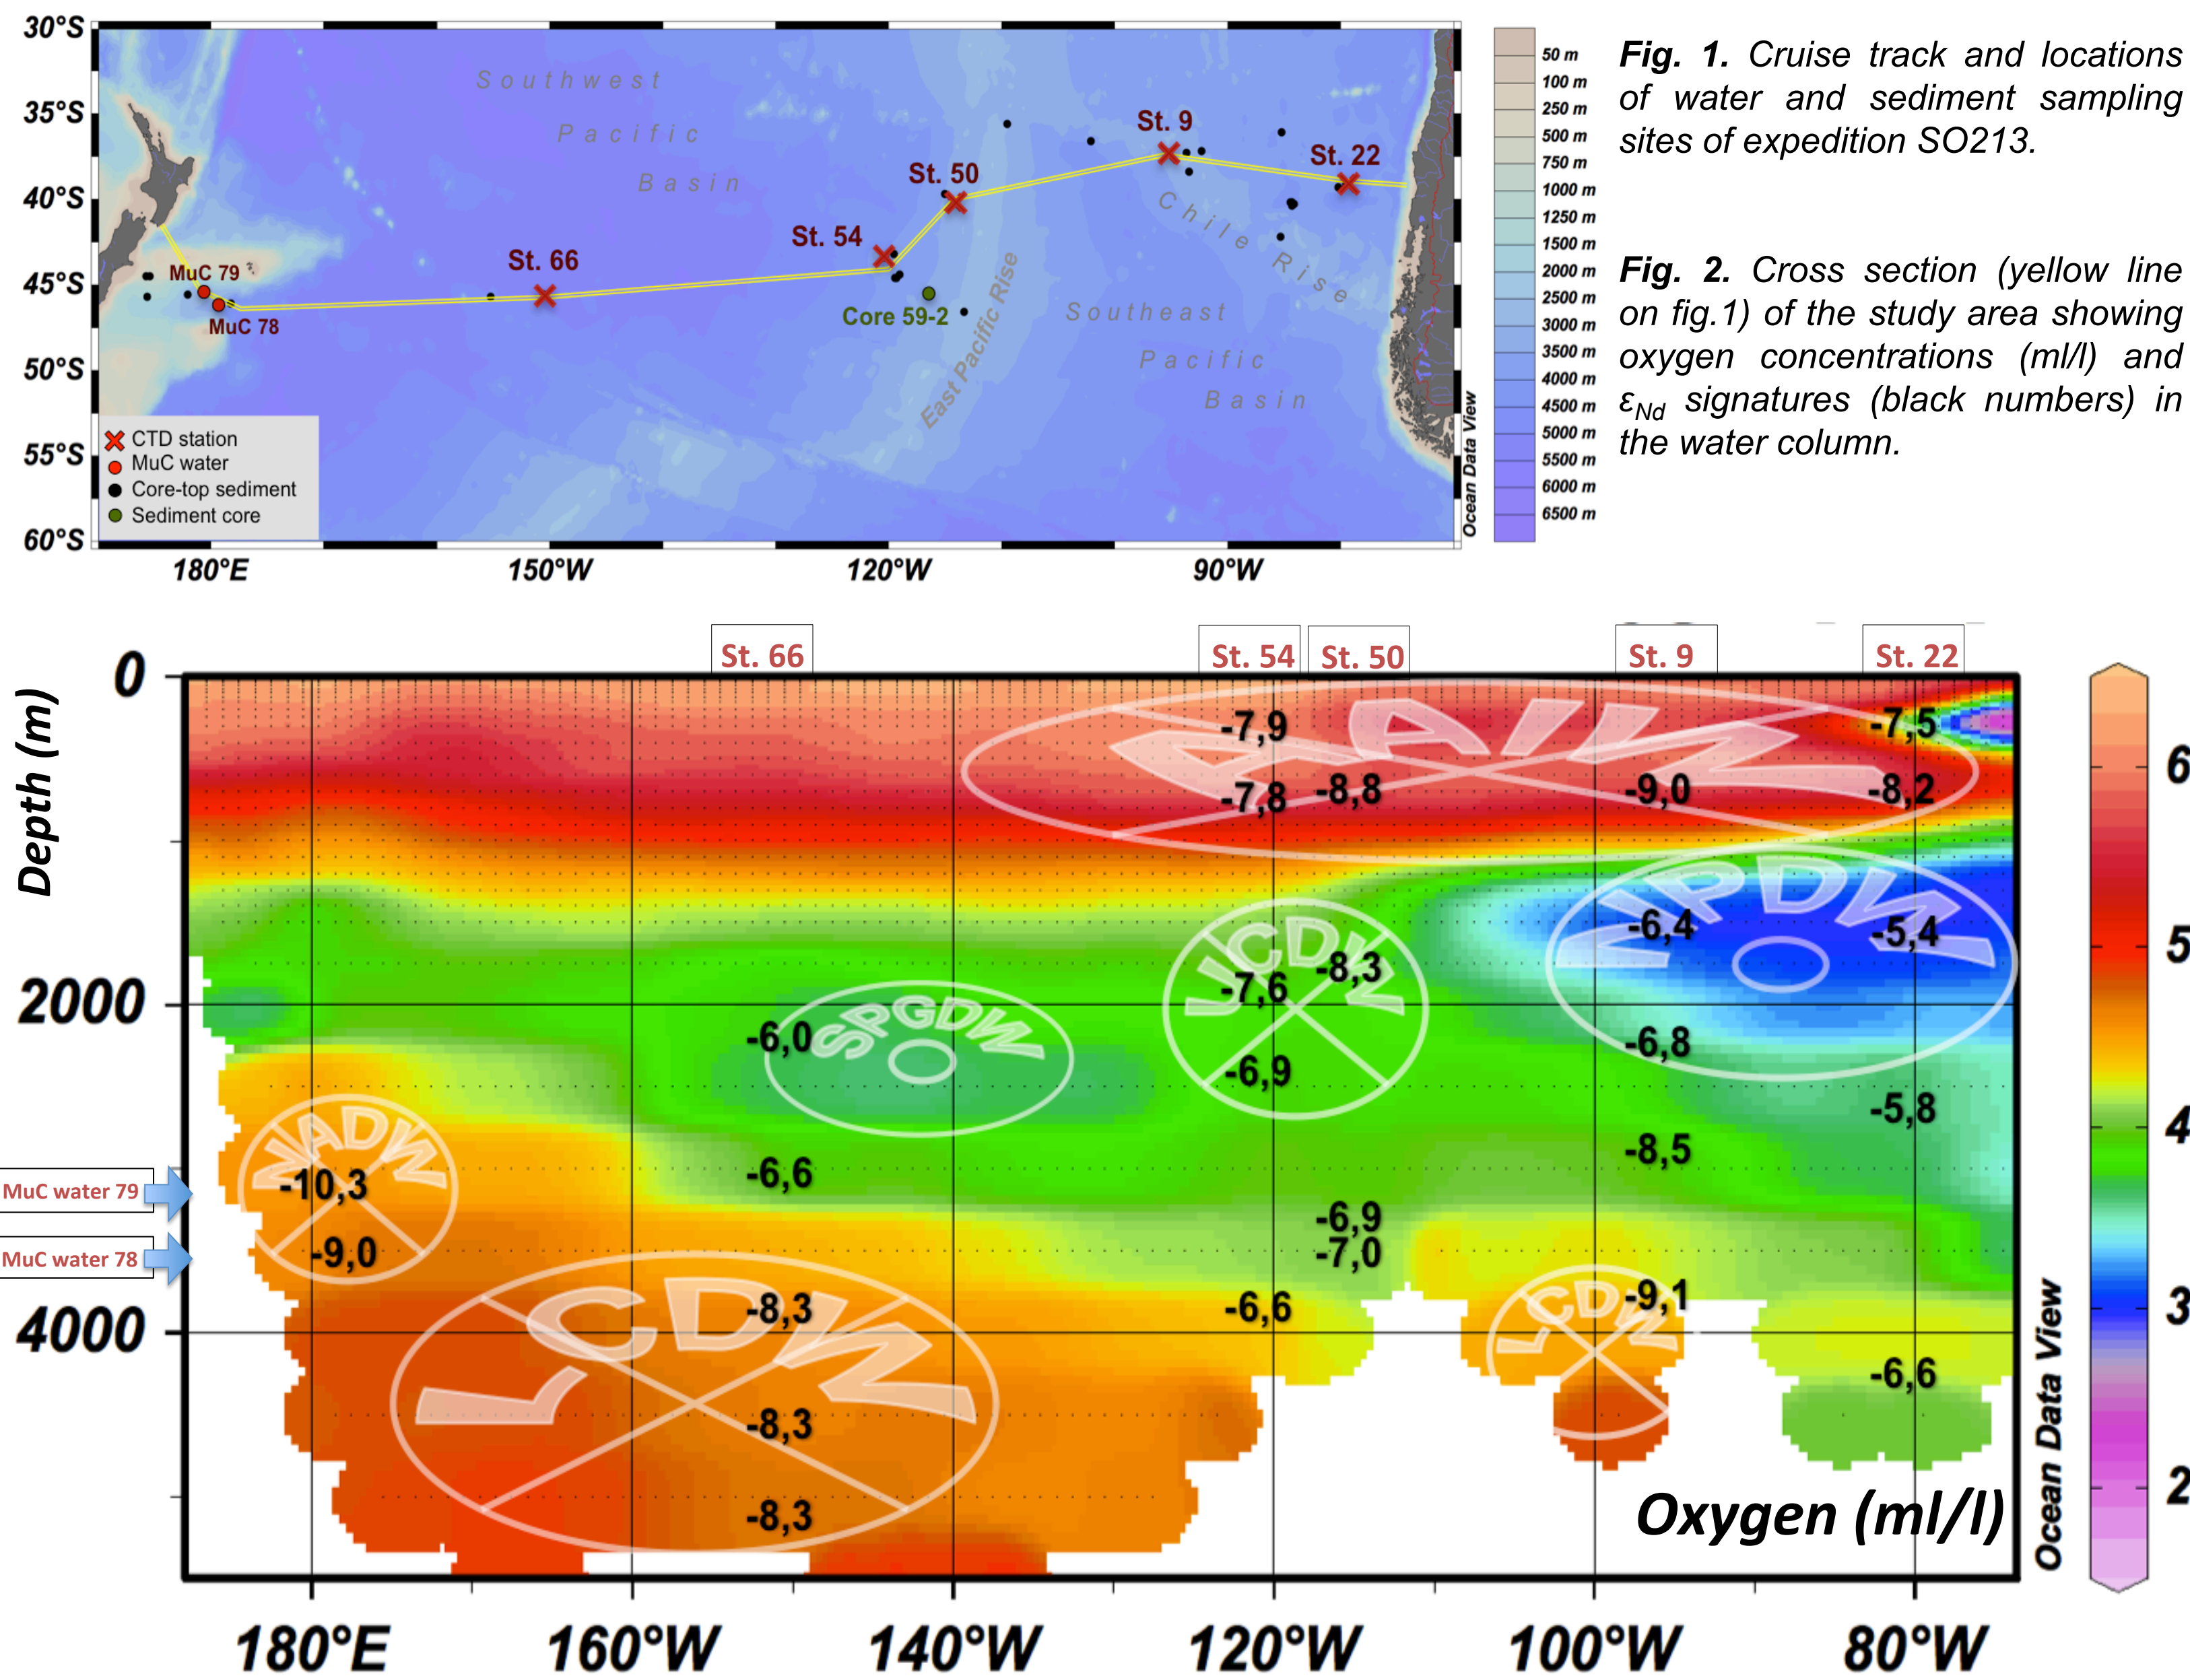 30°S
35°S
40°S
45°S
50°S
55°S
60°S
180°E
150°W
120°W
90°W
Southwest
Pacific
Basin
St. 9
St. 22
St. 50
St. 54
St. 66
MuC 79
MuC 78
Core 59-2
East Pacific Rise
Chile Rise
Southeast
Pacific
Basin
CTD station
MuC water
Core-top sediment
Sediment core
Ocean Data View
50 m
100 m
250 m
500 m
750 m
1000 m
1250 m
1500 m
2000 m
2500 m
3000 m
3500 m
4000 m
4500 m
5000 m
5500 m
6000 m
6500 m
Fig. 1. Cruise track and locations
of water and sediment sampling
sites of expedition SO213.
Fig. 2. Cross section (yellow line
on fig.1) of the study area showing
oxygen concentrations (ml/l) and
εNd signatures (black numbers) in
the water column.
St. 66
St. 54
St. 50
St. 9
St. 22
Depth (m)
0
2000
4000
MuC water 79
MuC water 78
AAIW
-7,9
-7,5
-7,8
-8,8
-9,0
-8,2
NPDW
-6,4
-5,4
UCDW
-8,3
-7,6
-6,9
SPGDW
-6,0
-6,8
-5,8
-8,5
-6,6
NADW
-10,3
-9,0
-6,9
-7,0
LCDW
-8,3
-8,3
-8,3
-6,6
LCDW
-9,1
-6,6
Oxygen (ml/l)
Ocean Data View
6
5
4
3
2
180°E
160°W
140°W
120°W
100°W
80°W